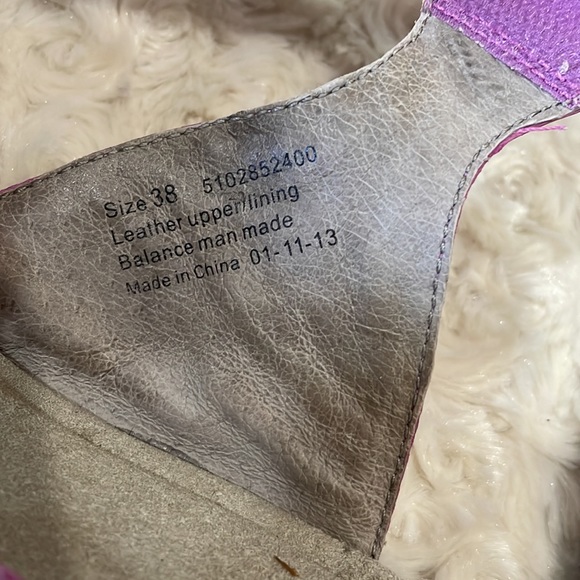 Size 38 5102852400
Leather upper/lining
Balance man made
Made in China 01-11-13